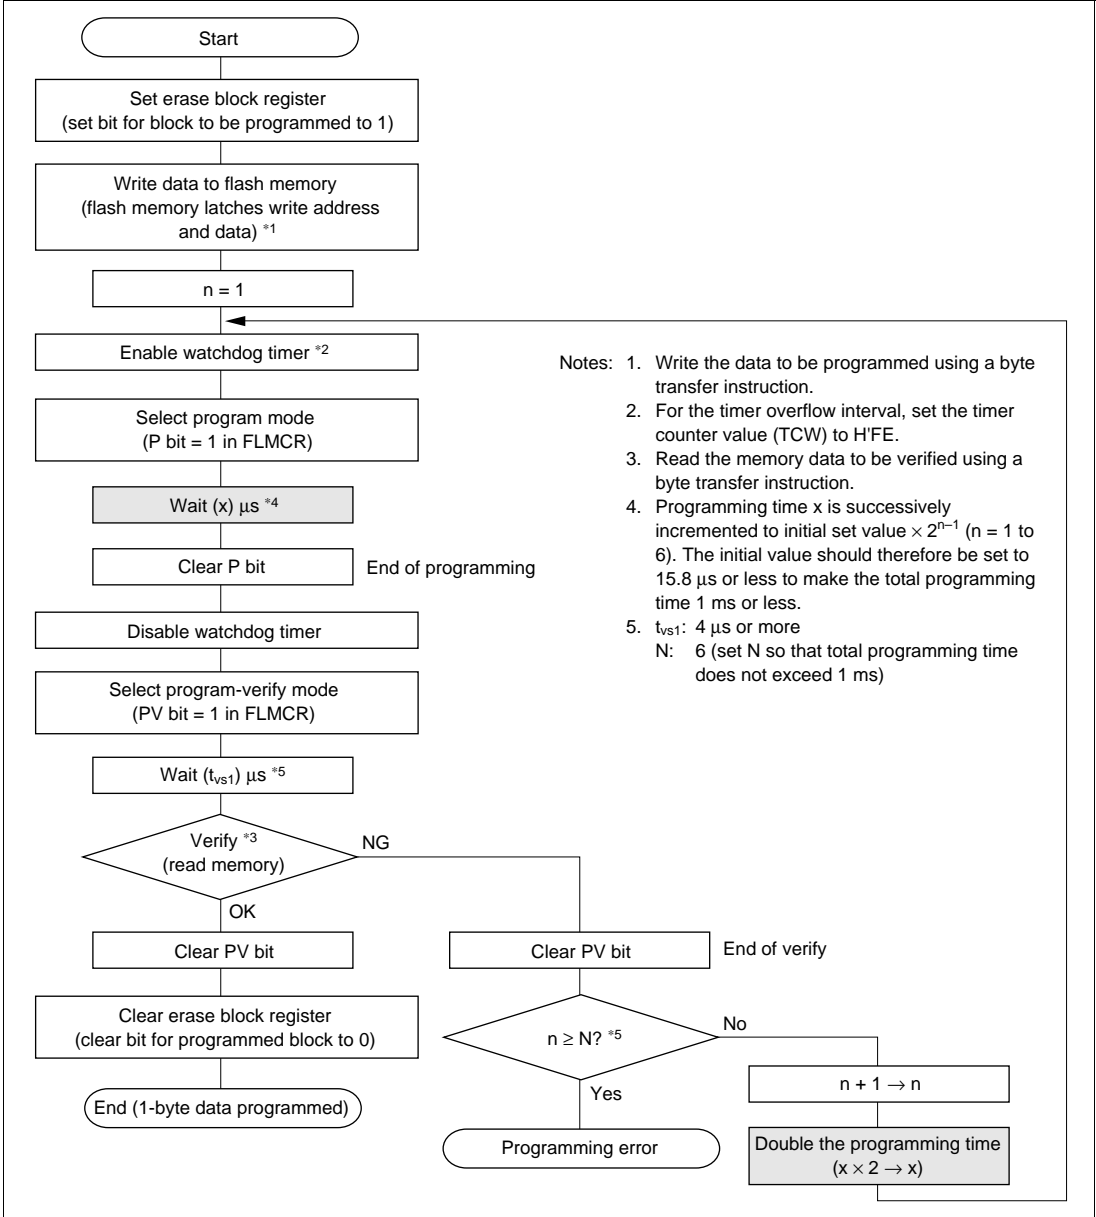 Start
Set erase block register
(set bit for block to be programmed to 1)
Write data to flash memory
(flash memory latches write address
and data) *1
n = 1
Enable watchdog timer *2
Select program mode
(P bit = 1 in FLMCR)
Wait (x) μs *4
Clear P bit
End of programming
Disable watchdog timer
Select program-verify mode
(PV bit = 1 in FLMCR)
Wait (tvs1) μs *5
Verify *3
(read memory)
NG
OK
Clear PV bit
Clear erase block register
(clear bit for programmed block to 0)
End (1-byte data programmed)
Clear PV bit
End of verify
n ≥ N? *5
No
Yes
Programming error
n + 1 → n
Double the programming time
(x × 2 → x)
Notes: 1. Write the data to be programmed using a byte
transfer instruction.
2. For the timer overflow interval, set the timer
counter value (TCW) to H'FE.
3. Read the memory data to be verified using a
byte transfer instruction.
4. Programming time x is successively
incremented to initial set value × 2^n–1 (n = 1 to
6). The initial value should therefore be set to
15.8 μs or less to make the total programming
time 1 ms or less.
5. tvs1: 4 μs or more
N: 6 (set N so that total programming time
does not exceed 1 ms)